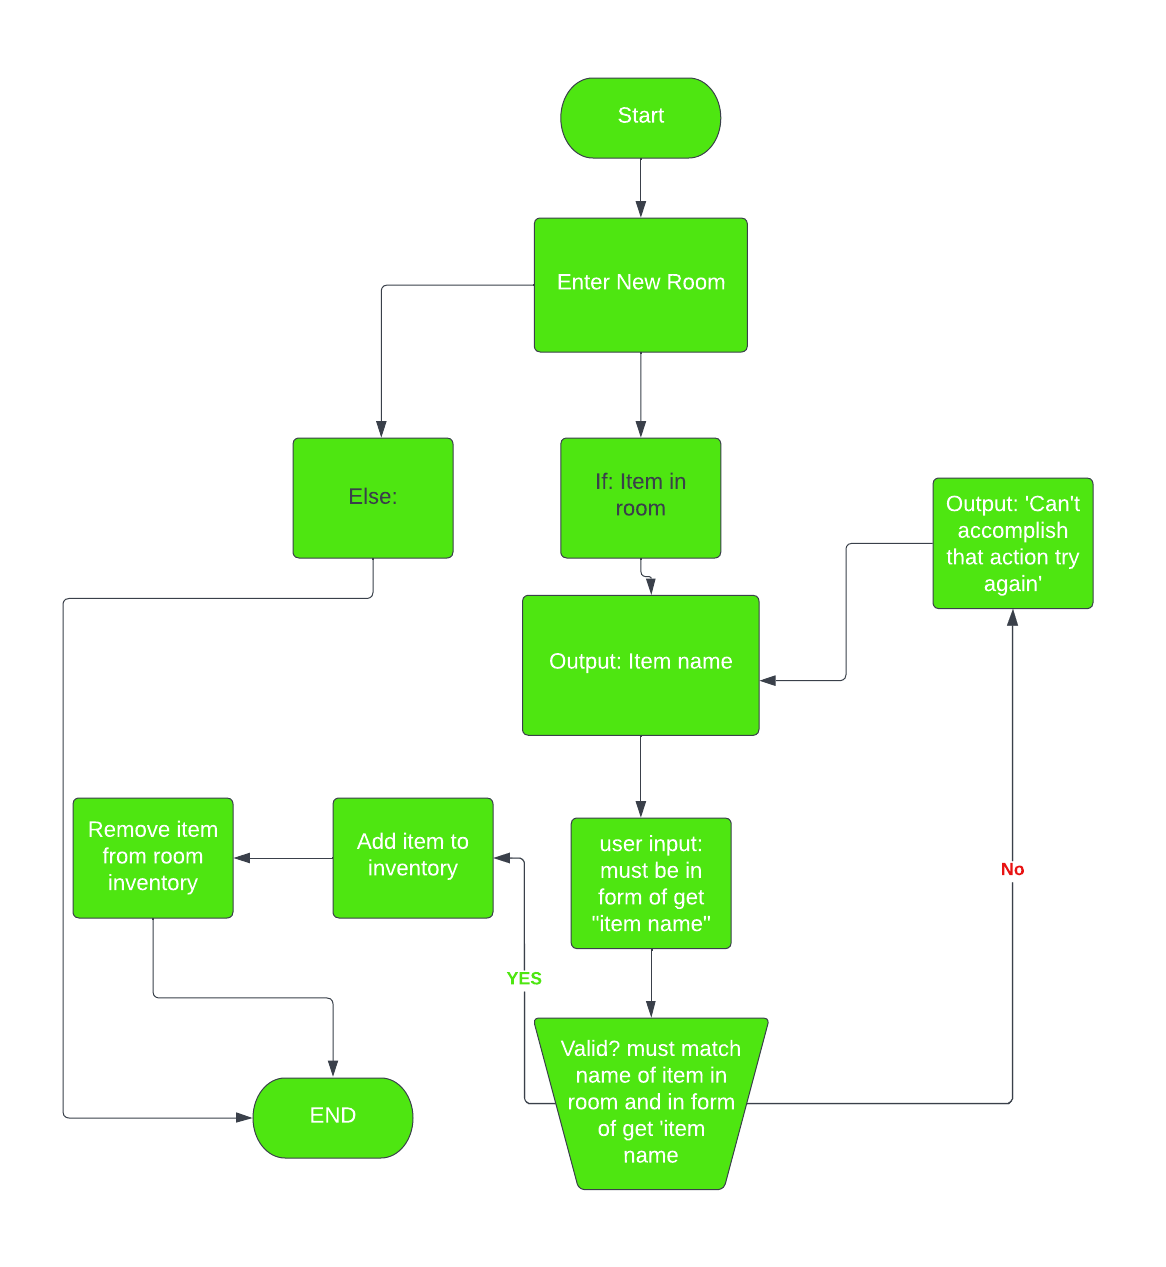 Start
Enter New Room
Else:
If: Item in
room
Output: 'Can't
accomplish
that action try
again'
Output: Item name
Remove item
from room
inventory
Add item to
inventory
user input:
must be in
form of get
"item name"
No
YES
Valid? must match
name of item in
room and in form
of get 'item
name
END